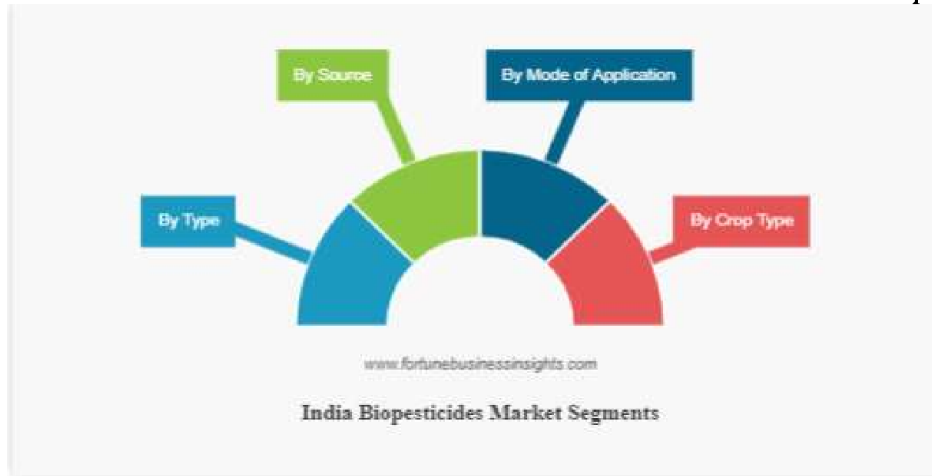 By Source
By Mode of Application
By Type
By Crop Type
www.fortunebusinessinsights.com
India Biopesticides Market Segments